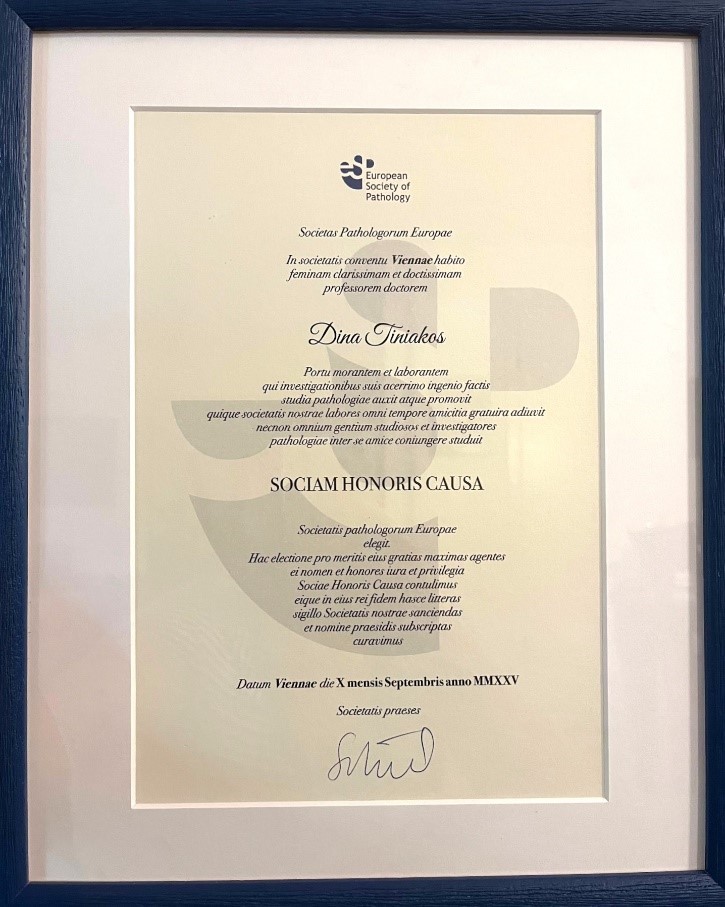 esp
European
Society of
Pathology
Societas Pathologorum Europae
In societatis conventu Viennae habito
feminam clarissimam et doctissimam
professorem doctorem
Dina Tiniakos
Portu morantem et laborantem
qui investigationibus suis acerrimo ingenio factis
studia pathologiae auxit atque promovit
quique societatis nostrae labores omni tempore amicitia gratuira adiuvit
necnon omnium gentium studiosos et investigatores
pathologiae inter se amice coniungere studuit
SOCIAM HONORIS CAUSA
Societatis pathologorum Europae
elegit.
Hac electione pro meritis eius gratias maximas agentes
ei nomen et honores iura et privilegia
Sociae Honoris Causa contulimus
eique in eius rei fidem hasce litteras
sigillo Societatis nostrae sanciendas
et nomine praesidis subscriptas
curavimus
Datum Viennae die X mensis Septembris anno MMXXV
Societatis praeses